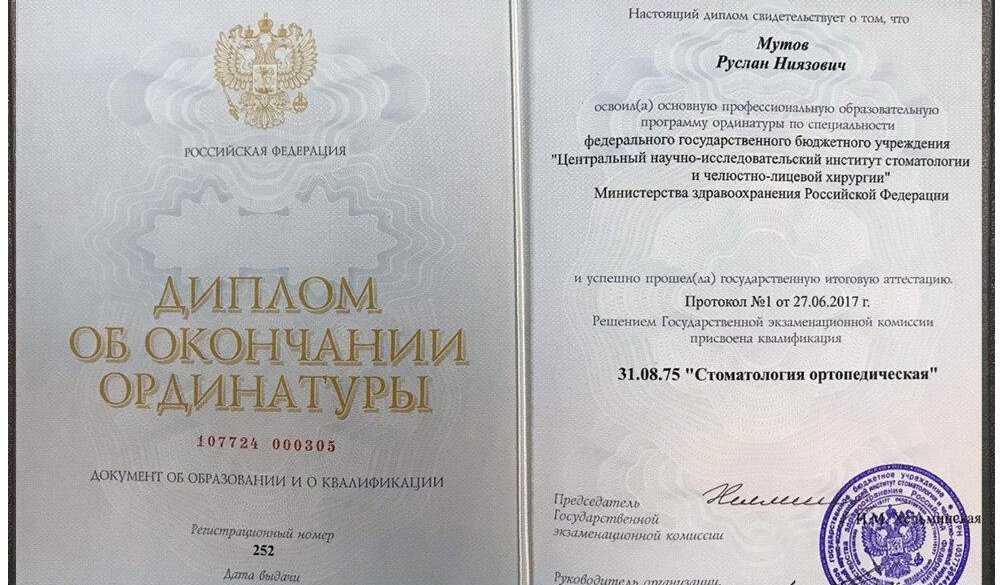 РОССИЙСКАЯ ФЕДЕРАЦИЯ
ДИПЛОМ
ОБ ОКОНЧАНИИ
ОРДИНАТУРЫ
107724 000305
ДОКУМЕНТ ОБ ОБРАЗОВАНИИ И О КВАЛИФИКАЦИИ
Регистрационный номер
252
Дата выдачи
Настоящий диплом свидетельствует о том, что
Мутов
Руслан Ниязович
освоил(а) основную профессиональную образовательную
программу ординатуры по специальности
федерального государственного бюджетного учреждения
"Центральный научно-исследовательский институт стоматологии
и челюстно-лицевой хирургии"
Министерства здравоохранения Российской Федерации
и успешно прошел(ла) государственную итоговую аттестацию.
Протокол №1 от 27.06.2017 г.
Решением Государственной экзаменационной комиссии
присвоена квалификация
31.08.75 "Стоматология ортопедическая"
Председатель
Государственной
экзаменационной комиссии
Руководитель организации,